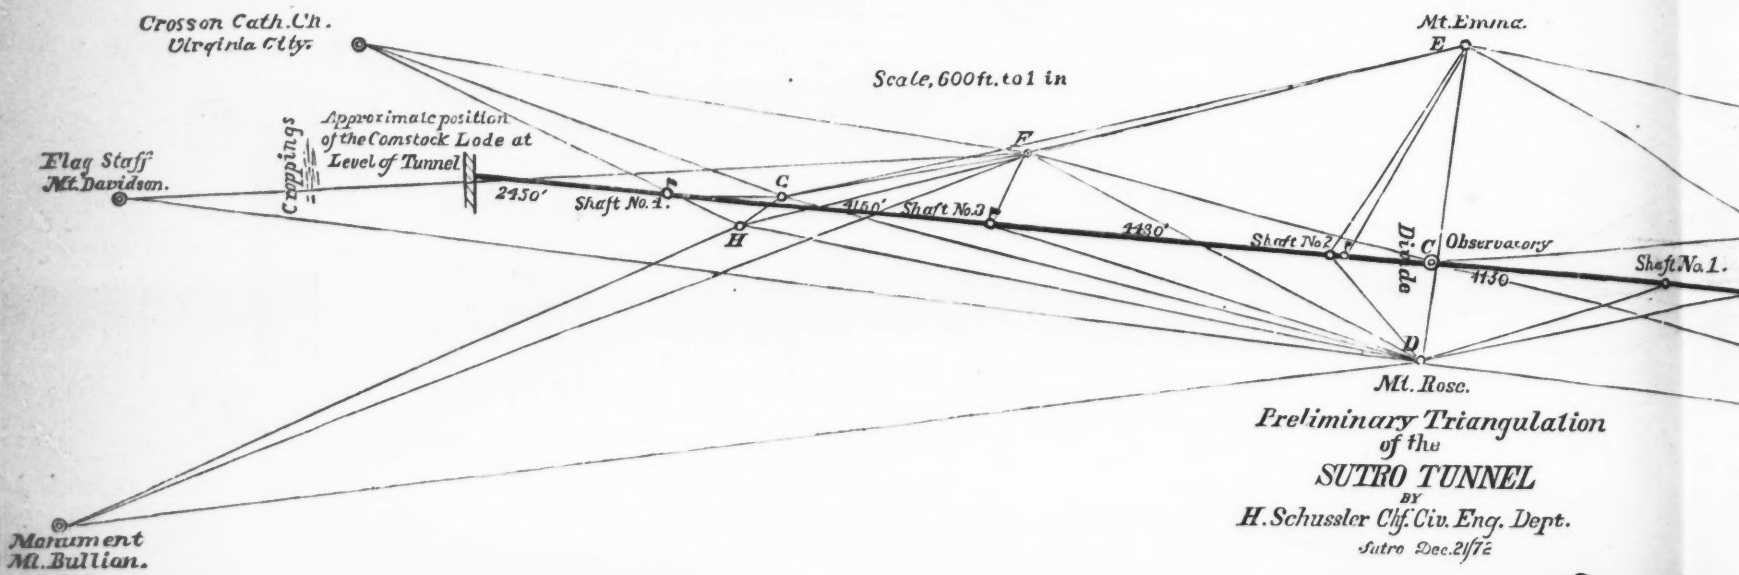 Crosson Cath. Ch.
Virginia City.
Mt. Emma.
E
Scale, 600 ft. to 1 in
Approximate position
of the Comstock Lode at
Level of Tunnel
Croppings
Flag Staff
Mt. Davidson.
F
2450'
Shaft No. 4.
C
H
4150'
Shaft No. 3
4430'
Shaft No 2
Divide
C
Observatory
4150
Shaft No. 1.
D
Mt. Rose.
Preliminary Triangulation
of the
SUTRO TUNNEL
BY
H. Schussler Chf. Civ. Eng. Dept.
Sutro Dec. 21/72
Monument
Mt. Bullion.